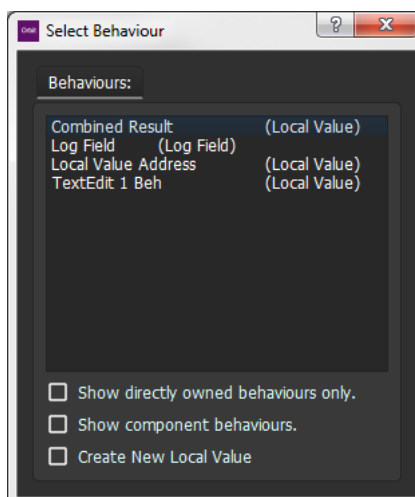 Orbit Select Behaviour ?
Behaviours:
Combined Result (Local Value)
Log Field (Log Field)
Local Value Address (Local Value)
TextEdit 1 Beh (Local Value)
Show directly owned behaviours only.
Show component behaviours.
Create New Local Value